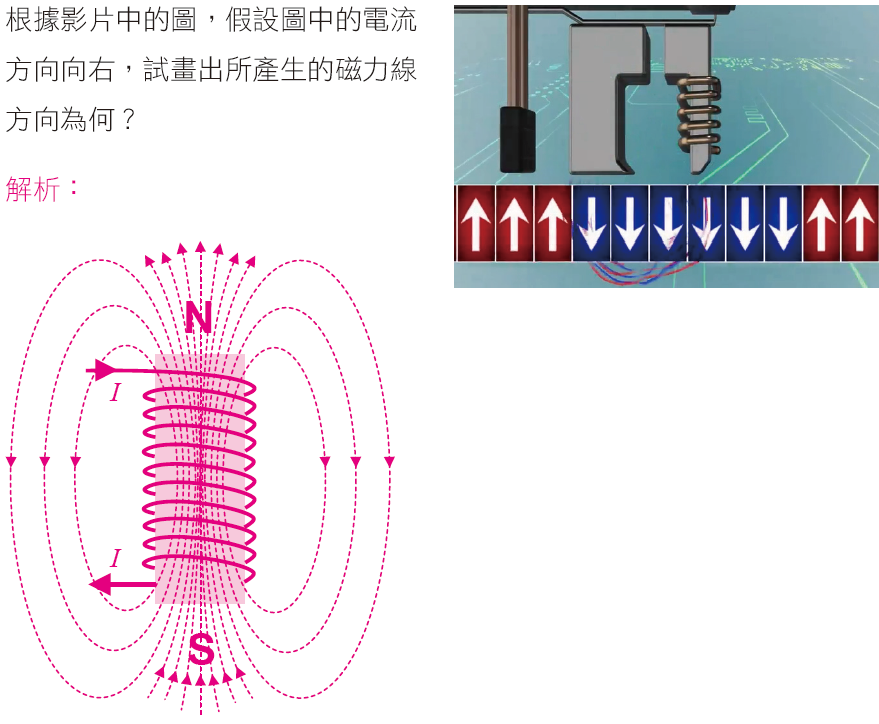 根據影片中的圖，假設圖中的電流
方向向右，試畫出所產生的磁力線
方向為何？
解析：
N
I
I
S